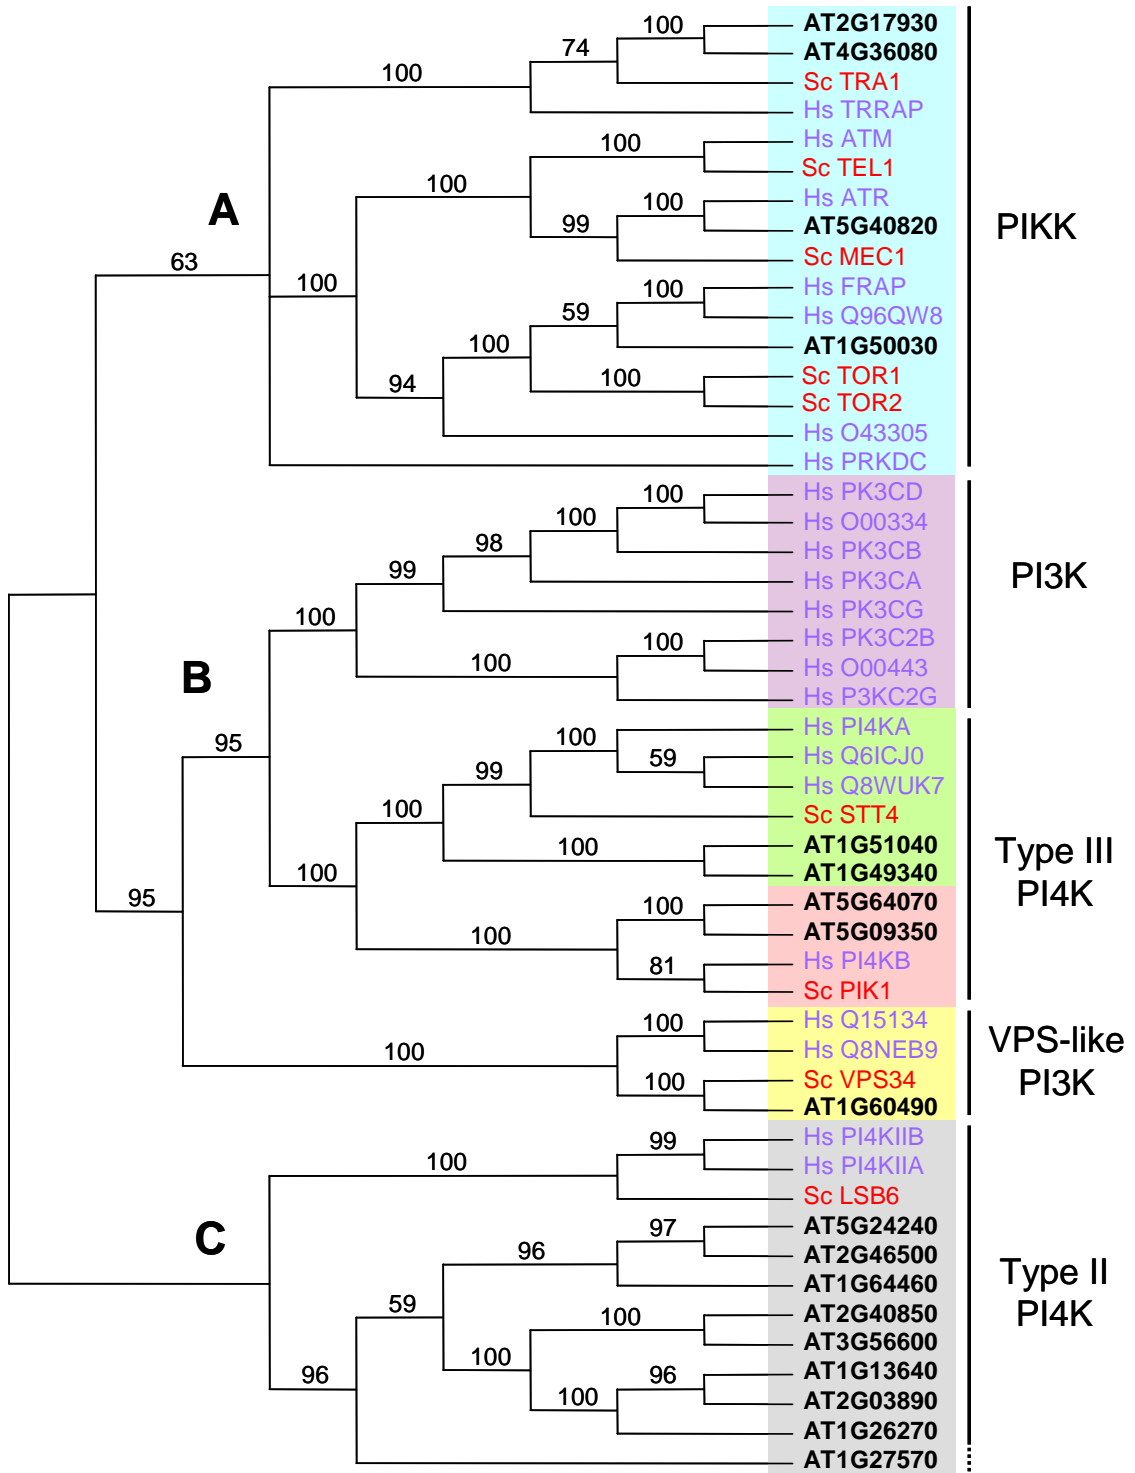 AT2G17930
100
AT4G36080
74
Sc TRA1
100
Hs TRRAP
Hs ATM
100
Sc TEL1
100
Hs ATR
A
100
AT5G40820
99
PIKK
Sc MEC1
63
Hs FRAP
100
100
Hs Q96QW8
59
AT1G50030
100
Sc TOR1
100
94
Sc TOR2
Hs O43305
Hs PRKDC
Hs PK3CD
100
Hs O00334
100
98
Hs PK3CB
99
Hs PK3CA
PI3K
Hs PK3CG
100
Hs PK3C2B
100
100
Hs O00443
B
Hs P3KC2G
Hs PI4KA
95
100
Hs Q6ICJ0
59
99
Hs Q8WUK7
100
Sc STT4
AT1G51040
100
Type III
PI4K
100
AT1G49340
95
AT5G64070
100
AT5G09350
100
Hs PI4KB
81
Sc PIK1
Hs Q15134
100
VPS-like
PI3K
100
Hs Q8NEB9
Sc VPS34
100
AT1G60490
Hs PI4KIIB
99
100
Hs PI4KIIA
Sc LSB6
C
AT5G24240
97
96
AT2G46500
Type II
PI4K
AT1G64460
59
AT2G40850
100
AT3G56600
100
96
AT1G13640
96
100
AT2G03890
AT1G26270
AT1G27570